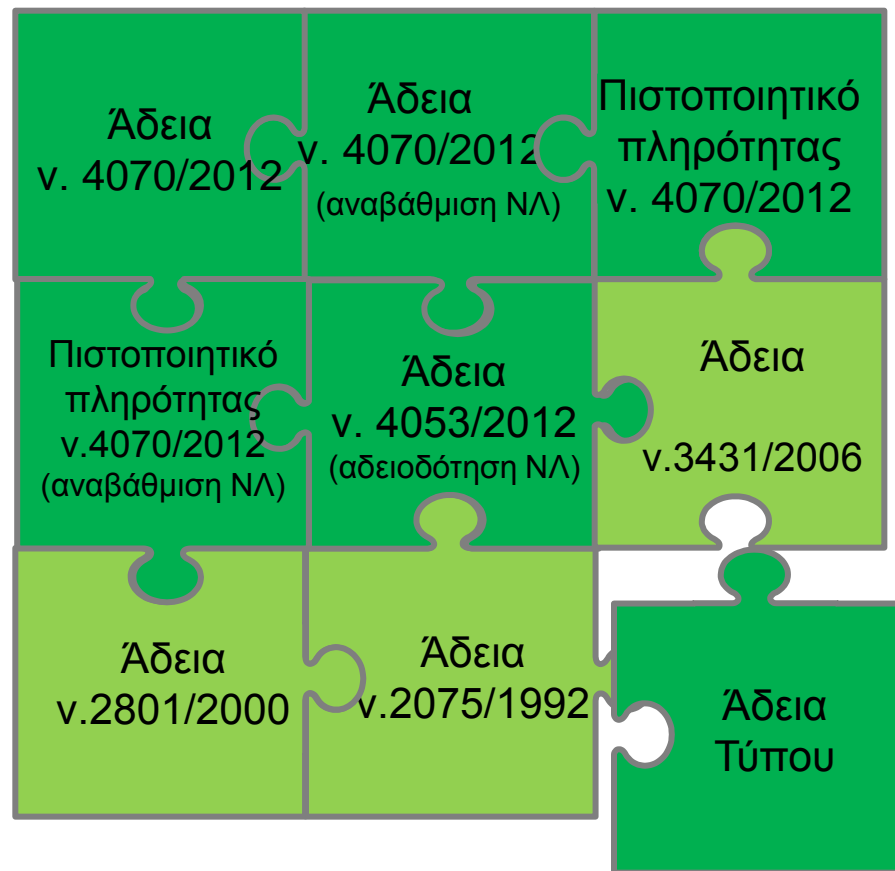 Άδεια
ν. 4070/2012
Άδεια
ν. 4070/2012
(αναβάθμιση ΝΛ)
Πιστοποιητικό
πληρότητας
ν. 4070/2012
Πιστοποιητικό
πληρότητας
ν.4070/2012
(αναβάθμιση ΝΛ)
Άδεια
ν. 4053/2012
(αδειοδότηση ΝΛ)
Άδεια
ν.3431/2006
Άδεια
ν.2801/2000
Άδεια
ν.2075/1992
Άδεια
Τύπου